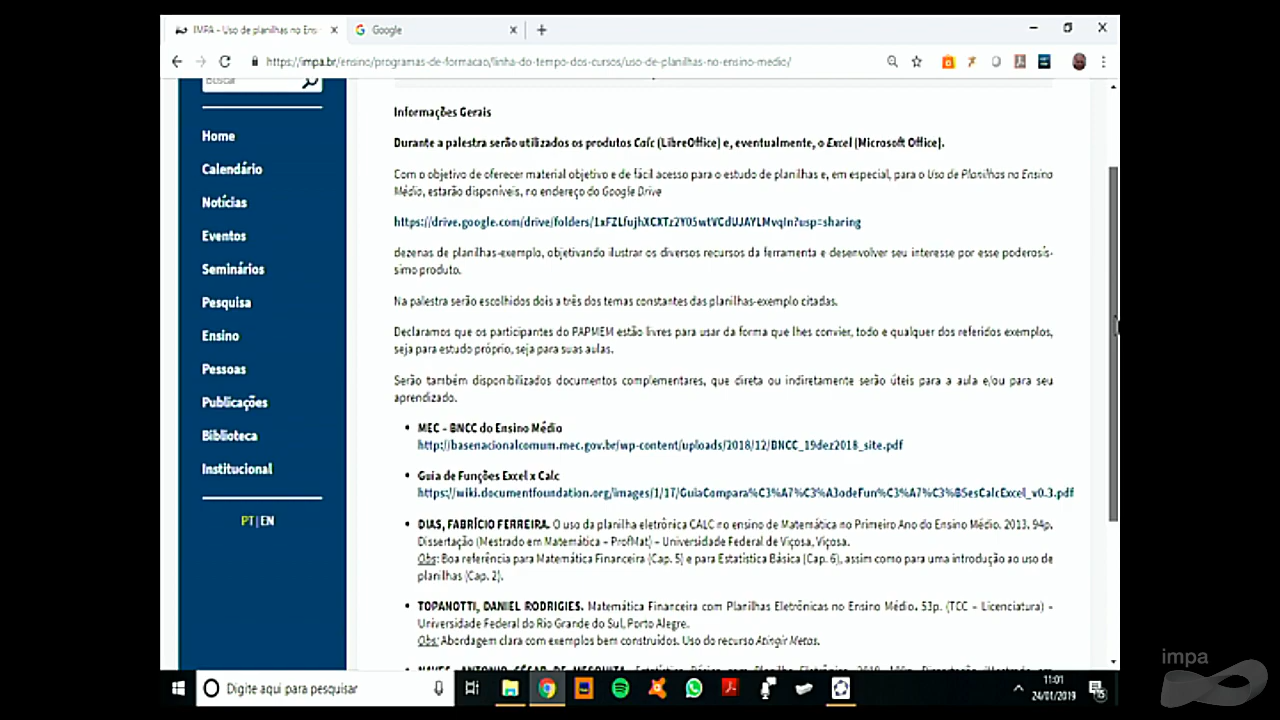 IMPA - Uso de planilhas no Ens
Google
https://impa.br/ensino/programas-de-formacao/linha-do-tempo-dos-cursos/uso-de-planilhas-no-ensino-medio/
Buscar
Home
Calendário
Notícias
Eventos
Seminários
Pesquisa
Ensino
Pessoas
Publicações
Biblioteca
Institucional
PT|EN
Informações Gerais
Durante a palestra serão utilizados os produtos Calc (LibreOffice) e, eventualmente, o Excel (Microsoft Office).
Com o objetivo de oferecer material objetivo e de fácil acesso para o estudo de planilhas e, em especial, para o Uso de Planilhas no Ensino
Médio, estarão disponíveis, no endereço do Google Drive
https://drive.google.com/drive/folders/1xFZLfujhXCXTz2Y05wtVCdUJAYLMvqIn?usp=sharing
dezenas de planilhas-exemplo, objetivando ilustrar os diversos recursos da ferramenta e desenvolver seu interesse por esse poderosís-
simo produto.
Na palestra serão escolhidos dois a três dos temas constantes das planilhas-exemplo citadas.
Declaramos que os participantes do PAPMEM estão livres para usar da forma que lhes convier, todo e qualquer dos referidos exemplos,
seja para estudo próprio, seja para suas aulas.
Serão também disponibilizados documentos complementares, que direta ou indiretamente serão úteis para a aula e/ou para seu
aprendizado.
• MEC – BNCC do Ensino Médio
http://basenacionalcomum.mec.gov.br/wp-content/uploads/2018/12/BNCC_19dez2018_site.pdf
• Guia de Funções Excel x Calc
https://wiki.documentfoundation.org/images/1/17/GuiaCompara%C3%A7%C3%A3odeFun%C3%A7%C3%B5esCalcExcel_v0.3.pdf
• DIAS, FABRÍCIO FERREIRA. O uso da planilha eletrônica CALC no ensino de Matemática no Primeiro Ano do Ensino Médio. 2013. 94p.
Dissertação (Mestrado em Matemática – ProfMat) – Universidade Federal de Viçosa, Viçosa.
Obs: Boa referência para Matemática Financeira (Cap. 5) e para Estatística Básica (Cap. 6), assim como para uma introdução ao uso de
planilhas (Cap. 2).
• TOPANOTTI, DANIEL RODRIGIES. Matemática Financeira com Planilhas Eletrônicas no Ensino Médio. 53p. (TCC – Licenciatura) –
Universidade Federal do Rio Grande do Sul, Porto Alegre.
Obs: Abordagem clara com exemplos bem construídos. Uso do recurso Atingir Metas.
Digite aqui para pesquisar
11:01
24/01/2019
impa